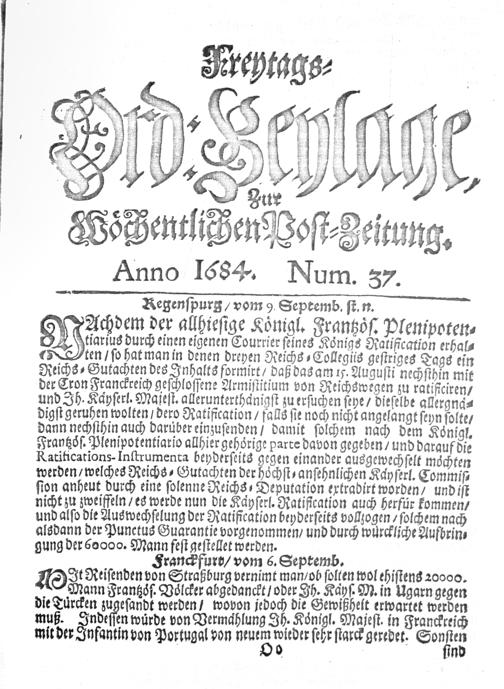 Freytags-
Ord-Beylage,
Zur
Wöchentlichen Post-Zeitung.
Anno 1684. Num. 37.
Regenspurg / vom 9. Septemb. st. n.
NAchdem der allhiesige Königl. Frantzös. Plenipoten-
tiarius durch einen eigenen Courrier seines Königs Ratification erhal-
ten / so hat man in denen dreyen Reichs-Collegiis gestriges Tags ein
Reichs-Gutachten des Inhalts formirt / daß das am 15. Augusti nechsthin mit
der Cron Franckreich geschlossene Armistitium von Reichswegen zu ratificiren /
und Ih. Käyserl. Majest. allerunterthänigst zu ersuchen seye / dieselbe allergnä-
digst geruhen wolten / dero Ratification / falls sie noch nicht angelangt seyn solte /
dann nechsthin auch darüber einzusenden / damit solchem nach dem Königl.
Frantzös. Plenipotentiario allhier gehörige parte davon gegeben / und darauf die
Ratifications-Instrumenta beyderseits gegen einander ausgewechselt möchten
werden / welches Reichs-Gutachten der höchst-ansehnlichen Käyserl. Commis-
sion anheut durch eine solenne Reichs-Deputation extradirt worden / und ist
nicht zu zweiffeln / es werde nun die Käyserl. Ratification auch herfür kommen /
und also die Auswechselung der Ratification beyderseits vollzogen / solchem nach
alsdann der Punctus Guarantie vorgenommen / und durch würckliche Aufbrin-
gung der 60000. Mann fest gestellet werden.
Franckfurt / vom 6. Septemb.
MIt Reisenden von Straßburg vernimt man / ob solten wol ehistens 20000.
Mann Frantzös. Völcker abgedanckt / oder Ih. Käys. M. in Ugarn gegen
die Türcken zugesandt werden / wovon jedoch die Gewißheit erwartet werden
muß. Indessen würde von Vermählung Ih. Königl. Majest. in Franckreich
mit der Infantin von Portugal von neuem wieder sehr starck geredet. Sonsten
Oo sind